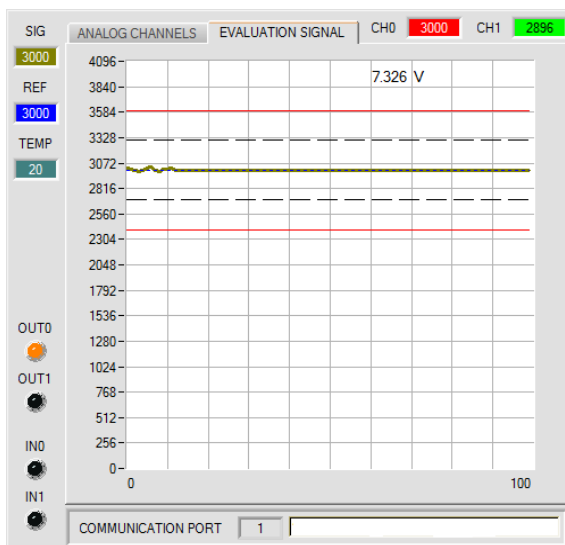 SIG
ANALOG CHANNELS
EVALUATION SIGNAL
CH0
3000
CH1
2896
3000
REF
3000
TEMP
20
7.326 V
4096
3840
3584
3328
3072
2816
2560
2304
2048
1792
1536
1280
1024
768
512
256
0
0
100
OUT0
OUT1
IN0
IN1
COMMUNICATION PORT
1